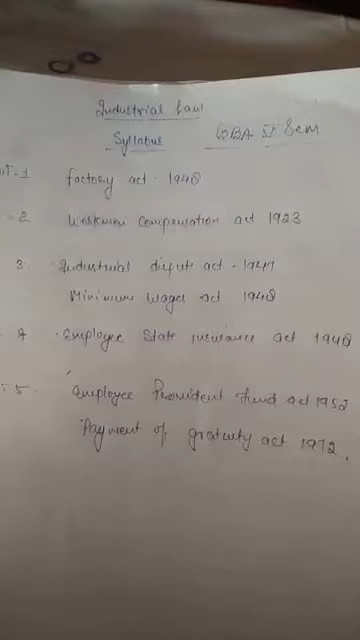 Industrial Law
Syllabus BBA VI Sem
T-1 Factory act - 1948
- 2 Workmen Compensation act 1923
3. Industrial dispute act - 1947
Minimum wages act 1948
4 Employee State insurance act 1948
- 5 - Employee Provident Fund act 1952
Payment of gratuity act 1972.